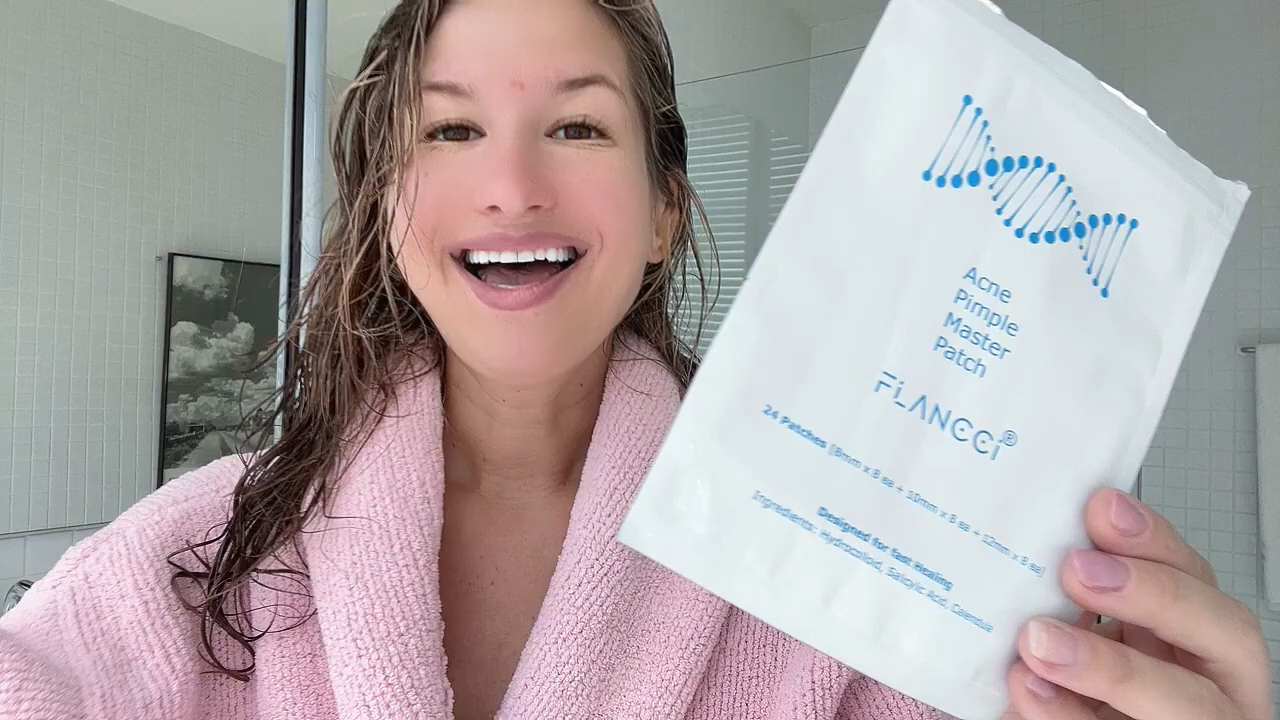 Acne
Pimple
Master
Patch
FiLANCCi®
24 Patches (8mm x 8 ea + 10mm x 8 ea + 12mm x 8 ea)
Designed for Fast Healing
Ingredients: Hydrocolloid, Salicylic Acid, Calendula